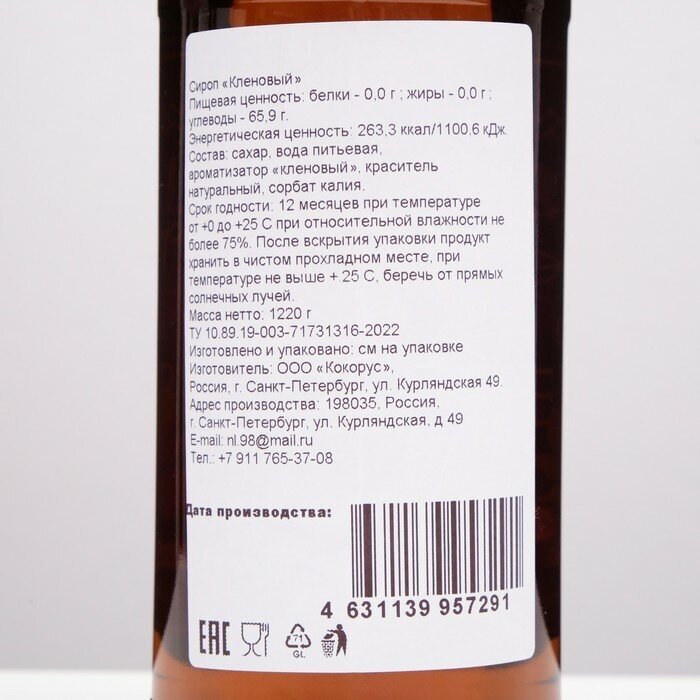 Сироп «Кленовый»
Пищевая ценность: белки - 0,0 г ; жиры - 0,0 г ;
углеводы - 65,9 г.
Энергетическая ценность: 263,3 ккал/1100,6 кДж.
Состав: сахар, вода питьевая,
ароматизатор «кленовый», краситель
натуральный, сорбат калия.
Срок годности: 12 месяцев при температуре
от +0 до +25 С при относительной влажности не
более 75%. После вскрытия упаковки продукт
хранить в чистом прохладном месте, при
температуре не выше + 25 С, беречь от прямых
солнечных лучей.
Масса нетто: 1220 г
ТУ 10.89.19-003-71731316-2022
Изготовлено и упаковано: см на упаковке
Изготовитель: ООО «Кокорус»,
Россия, г. Санкт-Петербург, ул. Курляндская 49.
Адрес производства: 198035, Россия,
г. Санкт-Петербург, ул. Курляндская, д 49
E-mail: nl.98@mail.ru
Тел.: +7 911 765-37-08
Дата производства:
4 631139 957291
EAC
71
GL